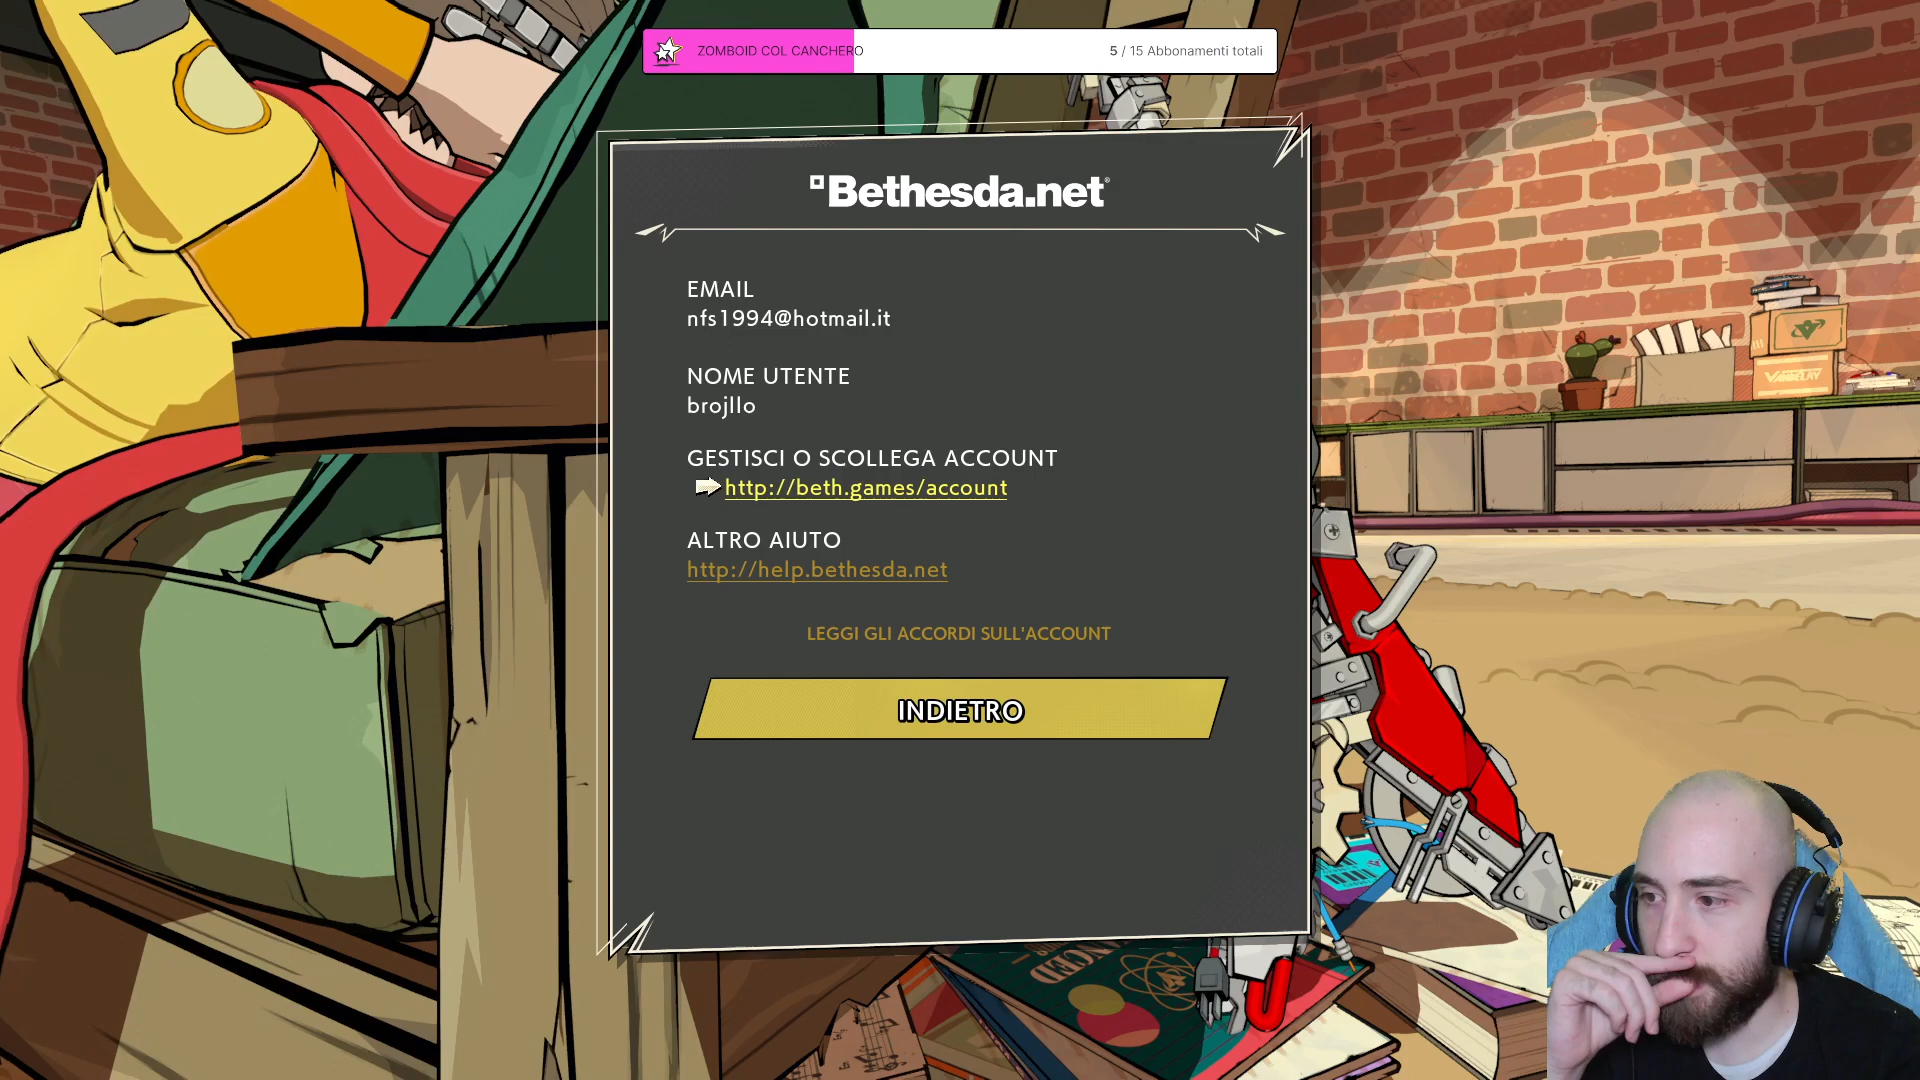 ZOMBOID COL CANCHERO
5 / 15 Abbonamenti totali
Bethesda.net
EMAIL
nfs1994@hotmail.it
NOME UTENTE
brojllo
GESTISCI O SCOLLEGA ACCOUNT
http://beth.games/account
ALTRO AIUTO
http://help.bethesda.net
LEGGI GLI ACCORDI SULL'ACCOUNT
INDIETRO
VANDELAY